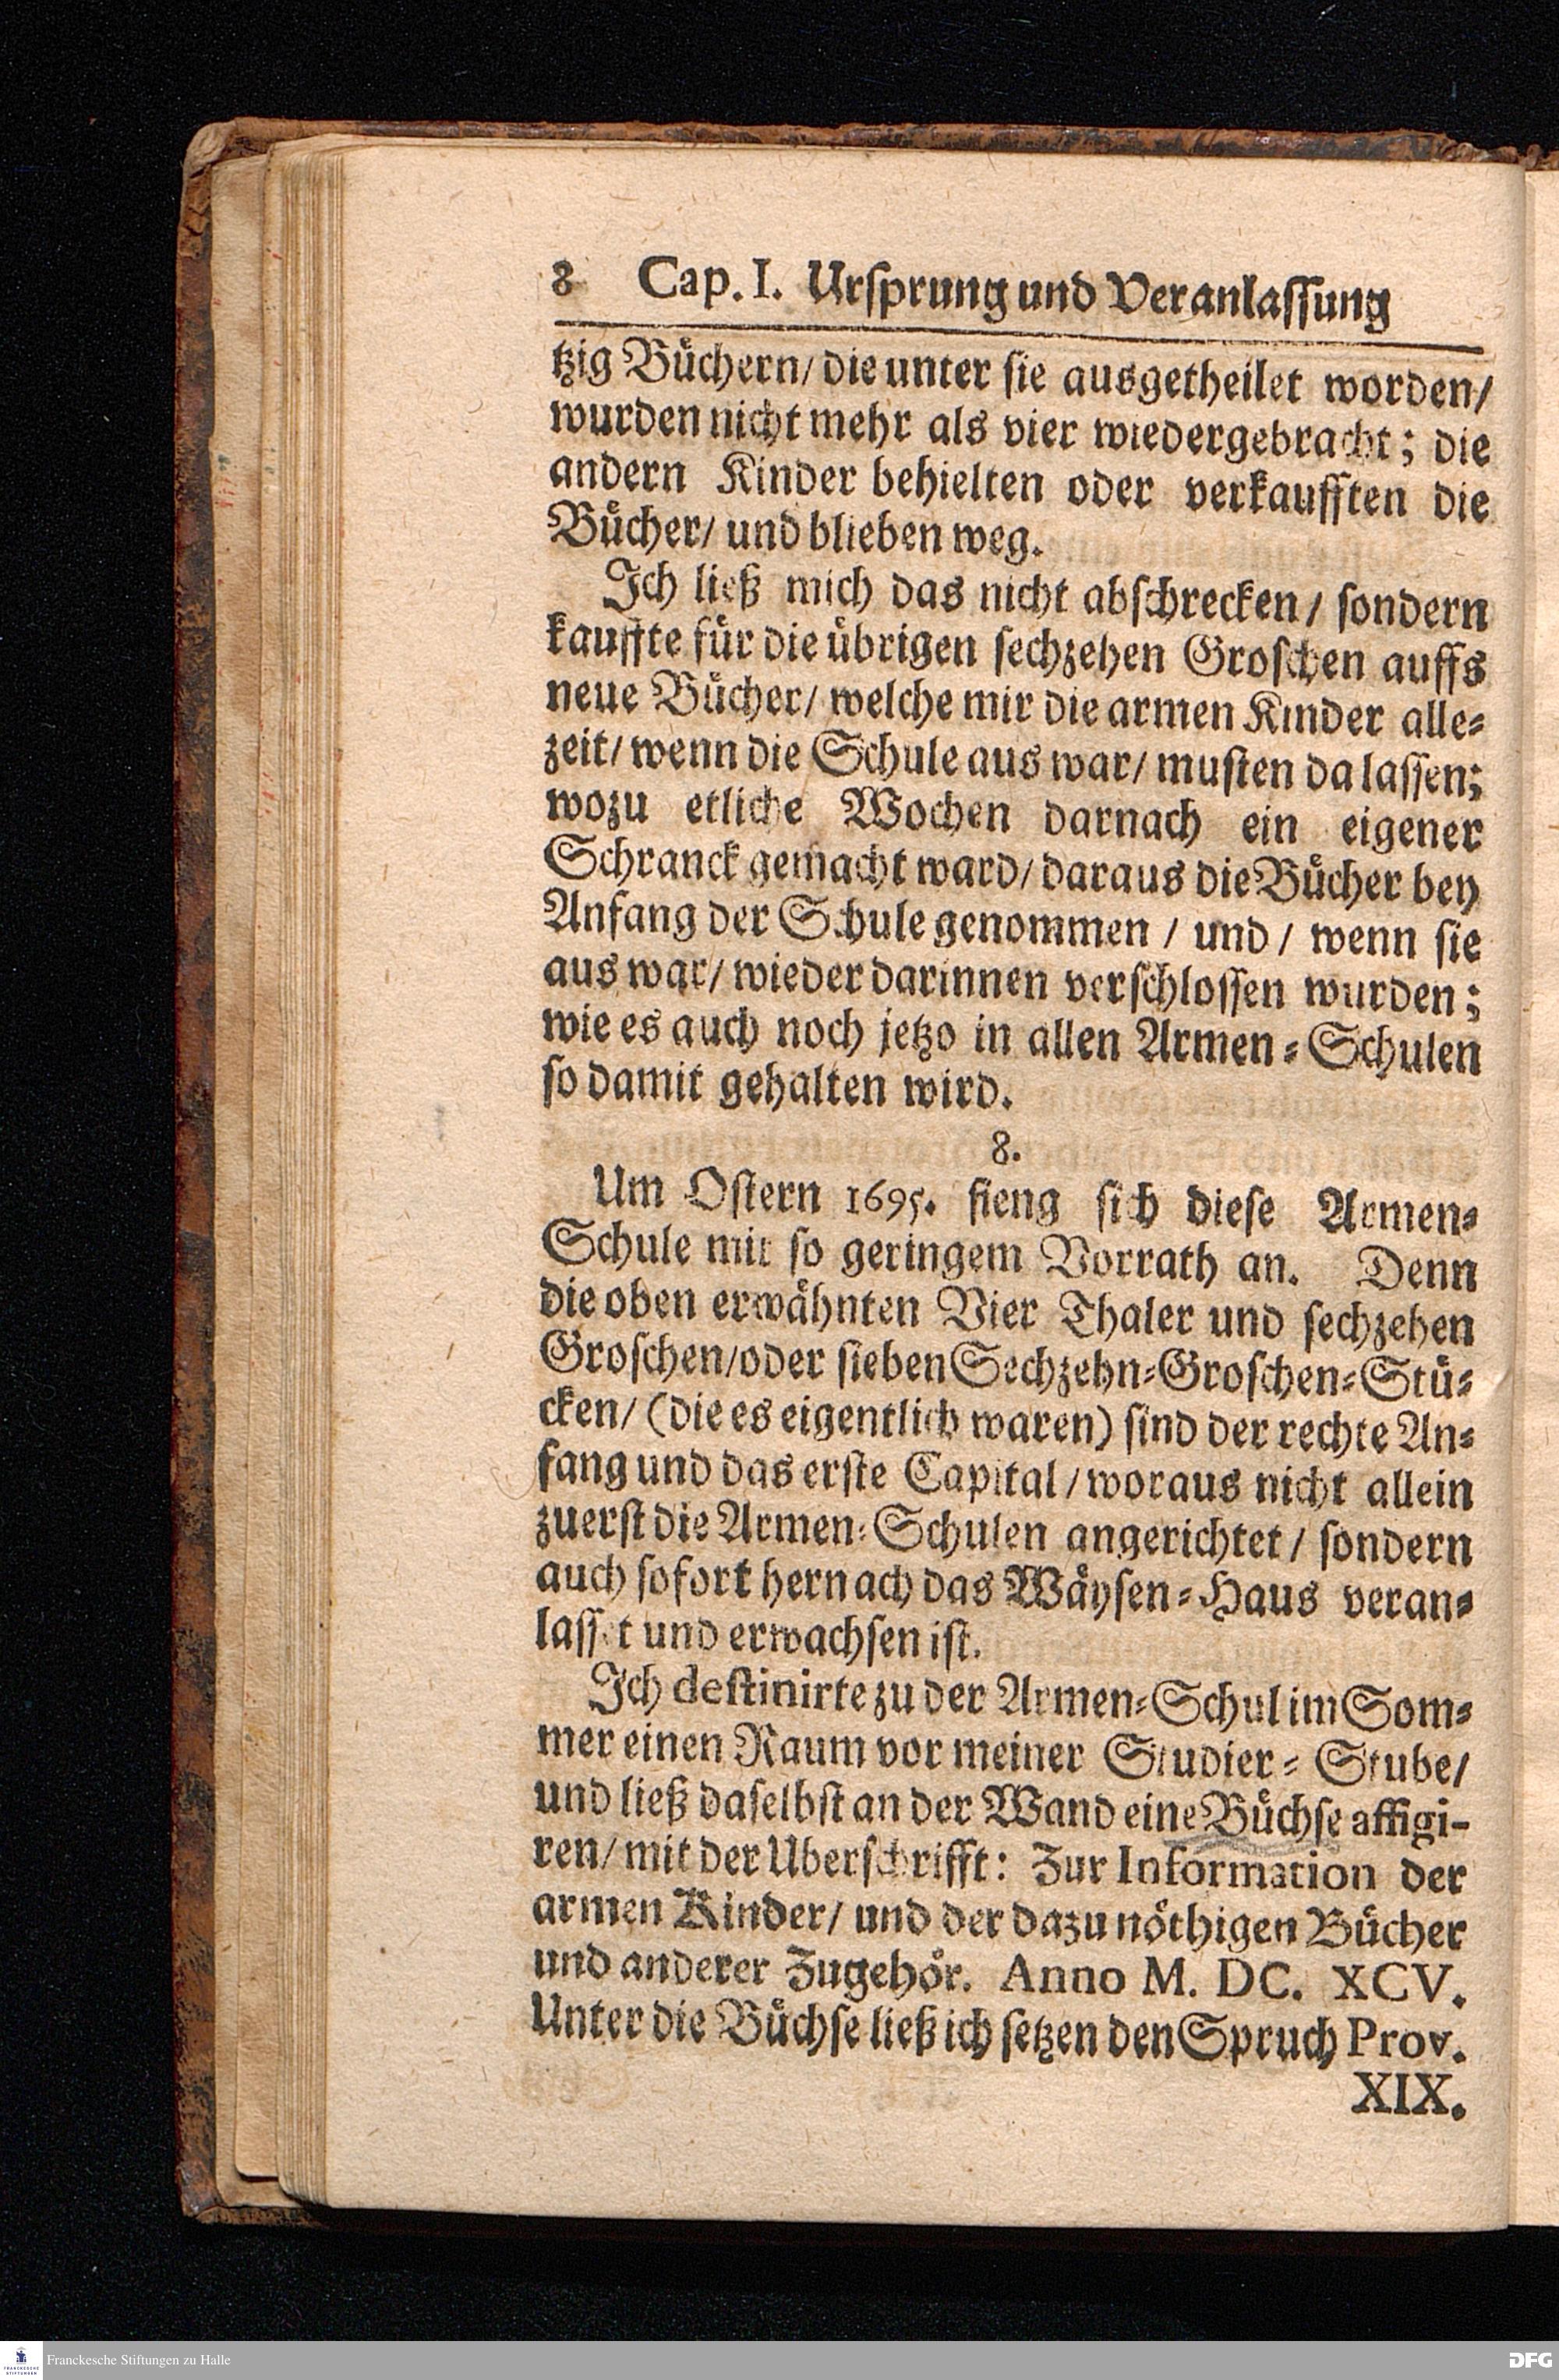 8 Cap. I. Ursprung und Veranlassung
tzig Büchern/ die unter sie ausgetheilet worden/
wurden nicht mehr als vier wiedergebracht; die
andern Kinder behielten oder verkaufften die
Bücher/ und blieben weg.
Ich ließ mich das nicht abschrecken/ sondern
kauffte für die übrigen sechzehen Groschen auffs
neue Bücher/ welche mir die armen Kinder alle-
zeit/ wenn die Schule aus war/ musten da lassen;
wozu etliche Wochen darnach ein eigener
Schranck gemacht ward/ daraus die Bücher bey
Anfang der Schule genommen / und/ wenn sie
aus war/ wieder darinnen verschlossen wurden;
wie es auch noch jetzo in allen Armen-Schulen
so damit gehalten wird.
8.
Um Ostern 1695. fieng sich diese Armen-
Schule mit so geringem Vorrath an. Denn
die oben erwähnten Vier Thaler und sechzehen
Groschen/oder sieben Sechzehn-Groschen-Stü-
cken/ (die es eigentlich waren) sind der rechte An-
fang und das erste Capital / woraus nicht allein
zuerst die Armen-Schulen angerichtet / sondern
auch sofort hernach das Wäysen-Haus veran-
lasset und erwachsen ist.
Ich destinirte zu der Armen-Schul im Som-
mer einen Raum vor meiner Studier-Stube/
und ließ daselbst an der Wand eine Büchse affigi-
ren/ mit der Uberschrifft: Zur Information der
armen Kinder/ und der dazu nöthigen Bücher
und anderer Zugehör. Anno M. DC. XCV.
Unter die Büchse ließ ich setzen den Spruch Prov.
XIX.
FRANCKESCHE STIFTUNGEN
Franckesche Stiftungen zu Halle
DFG